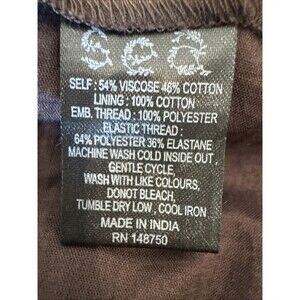 SELF : 54% VISCOSE 46% COTTON
LINING : 100% COTTON
EMB. THREAD : 100% POLYESTER
ELASTIC THREAD :
64% POLYESTER 36% ELASTANE
MACHINE WASH COLD INSIDE OUT,
GENTLE CYCLE,
WASH WITH LIKE COLOURS,
DONOT BLEACH,
TUMBLE DRY LOW, COOL IRON
MADE IN INDIA
RN 148750